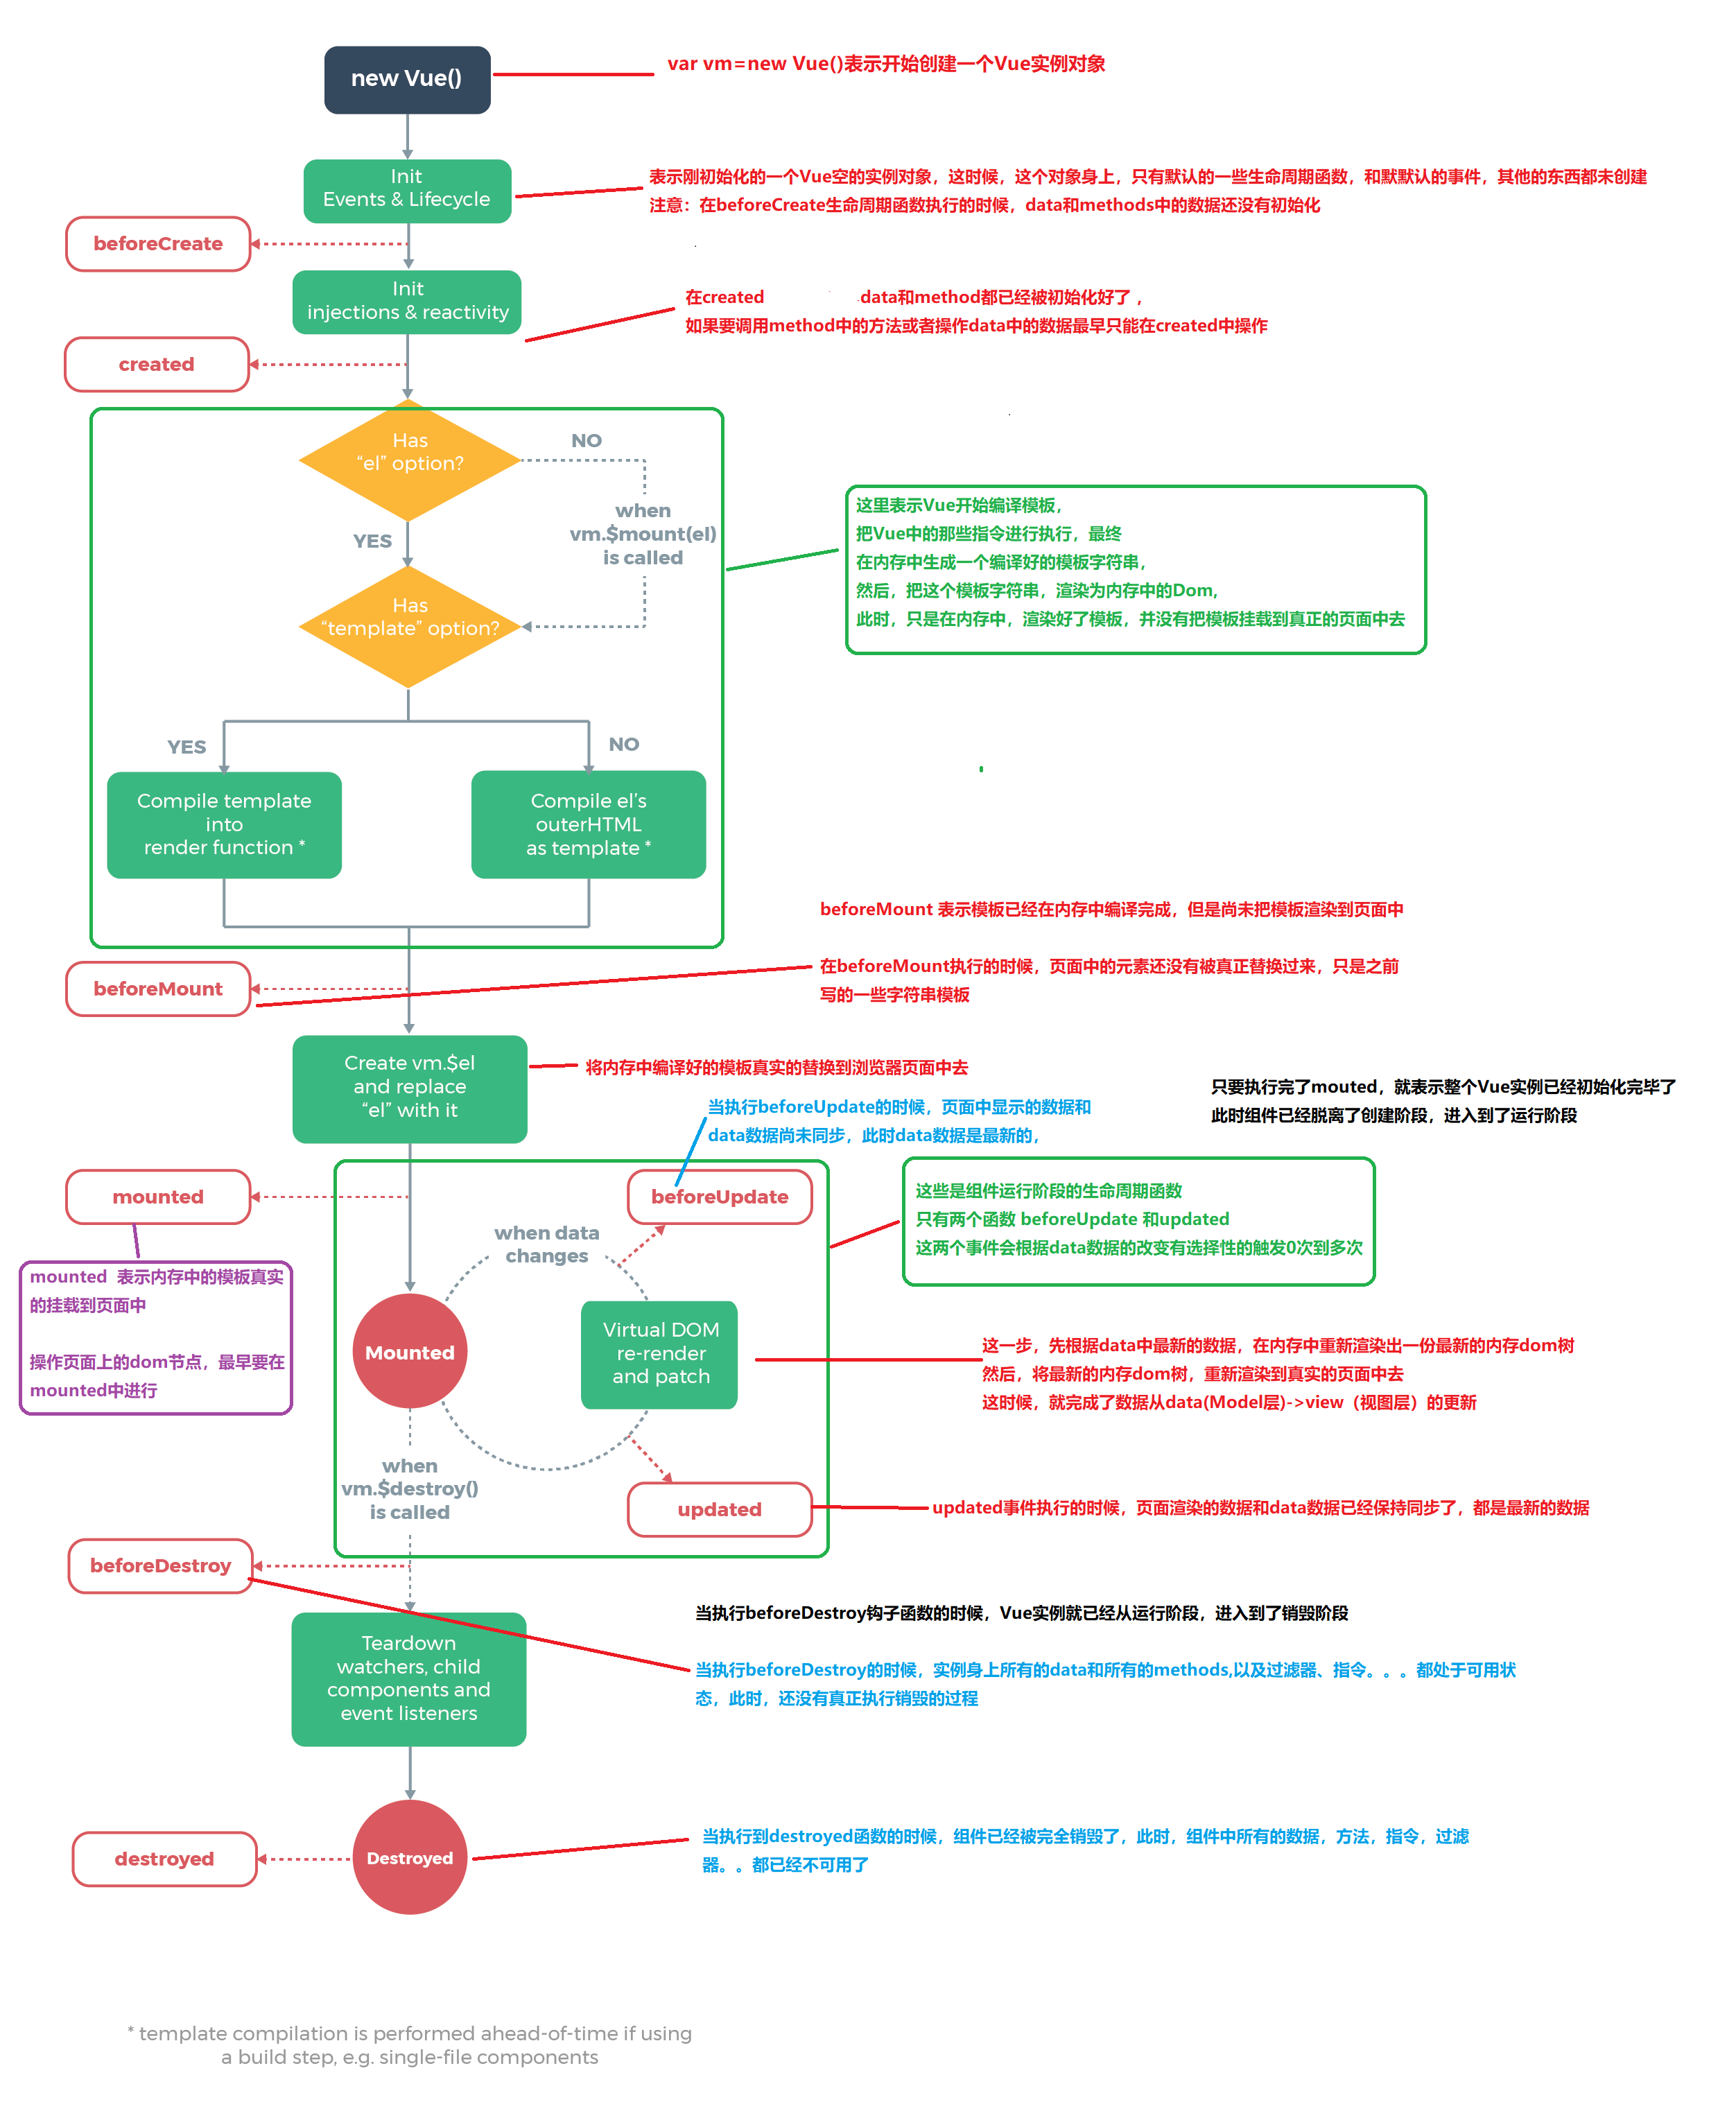 new Vue()
var vm=new Vue()表示开始创建一个Vue实例对象
Init
Events & Lifecycle
表示刚初始化的一个Vue空的实例对象，这时候，这个对象身上，只有默认的一些生命周期函数，和默默认的事件，其他的东西都未创建
注意：在beforeCreate生命周期函数执行的时候，data和methods中的数据还没有初始化
beforeCreate
Init
injections & reactivity
在created data和method都已经被初始化好了，
如果要调用method中的方法或者操作data中的数据最早只能在created中操作
created
Has
“el” option?
NO
when
vm.$mount(el)
is called
YES
这里表示Vue开始编译模板，
把Vue中的那些指令进行执行，最终
在内存中生成一个编译好的模板字符串，
然后，把这个模板字符串，渲染为内存中的Dom,
此时，只是在内存中，渲染好了模板，并没有把模板挂载到真正的页面中去
Has
“template” option?
YES
NO
Compile template
into
render function *
Compile el’s
outerHTML
as template *
beforeMount 表示模板已经在内存中编译完成，但是尚未把模板渲染到页面中
在beforeMount执行的时候，页面中的元素还没有被真正替换过来，只是之前
写的一些字符串模板
beforeMount
Create vm.$el
and replace
“el” with it
将内存中编译好的模板真实的替换到浏览器页面中去
只要执行完了mouted，就表示整个Vue实例已经初始化完毕了
此时组件已经脱离了创建阶段，进入到了运行阶段
当执行beforeUpdate的时候，页面中显示的数据和
data数据尚未同步，此时data数据是最新的，
mounted
beforeUpdate
这些是组件运行阶段的生命周期函数
只有两个函数 beforeUpdate 和updated
这两个事件会根据data数据的改变有选择性的触发0次到多次
when data
changes
mounted 表示内存中的模板真实
的挂载到页面中
操作页面上的dom节点，最早要在
mounted中进行
Mounted
Virtual DOM
re-render
and patch
这一步，先根据data中最新的数据，在内存中重新渲染出一份最新的内存dom树
然后，将最新的内存dom树，重新渲染到真实的页面中去
这时候，就完成了数据从data(Model层)->view（视图层）的更新
when
vm.$destroy()
is called
updated
updated事件执行的时候，页面渲染的数据和data数据已经保持同步了，都是最新的数据
beforeDestroy
当执行beforeDestroy钩子函数的时候，Vue实例就已经从运行阶段，进入到了销毁阶段
当执行beforeDestroy的时候，实例身上所有的data和所有的methods,以及过滤器、指令。。。都处于可用状
态，此时，还没有真正执行销毁的过程
Teardown
watchers, child
components and
event listeners
当执行到destroyed函数的时候，组件已经被完全销毁了，此时，组件中所有的数据，方法，指令，过滤
器。。都已经不可用了
destroyed
Destroyed
* template compilation is performed ahead-of-time if using
a build step, e.g. single-file components